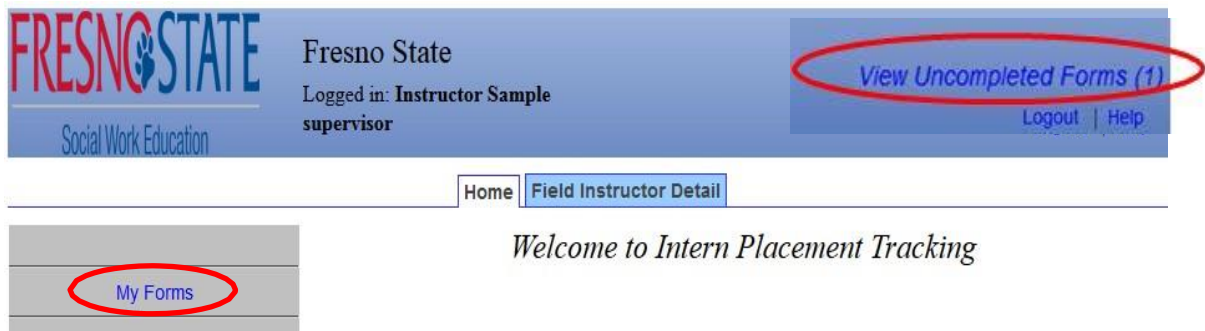 FRESNO STATE
Social Work Education
Fresno State
Logged in: Instructor Sample
supervisor
View Uncompleted Forms (1)
Logout | Help
Home
Field Instructor Detail
My Forms
Welcome to Intern Placement Tracking